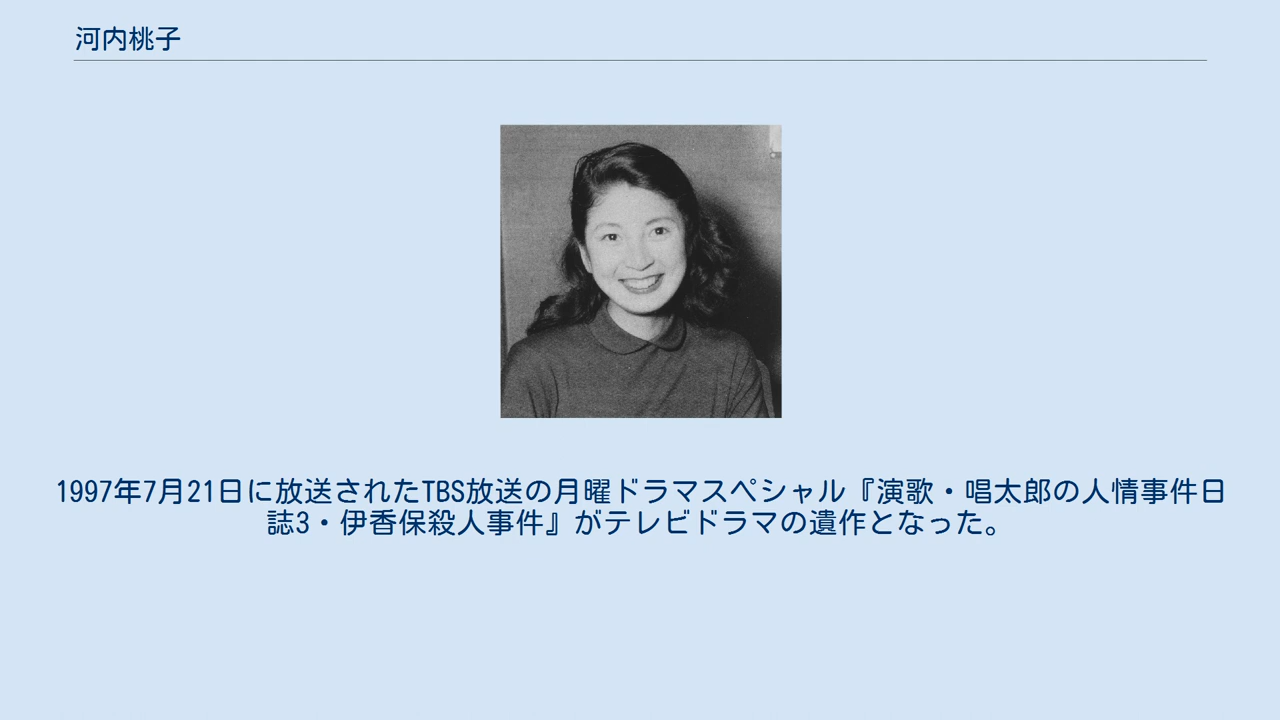 河内桃子
1997年7月21日に放送されたTBS放送の月曜ドラマスペシャル『演歌・唱太郎の人情事件日
誌3・伊香保殺人事件』がテレビドラマの遺作となった。